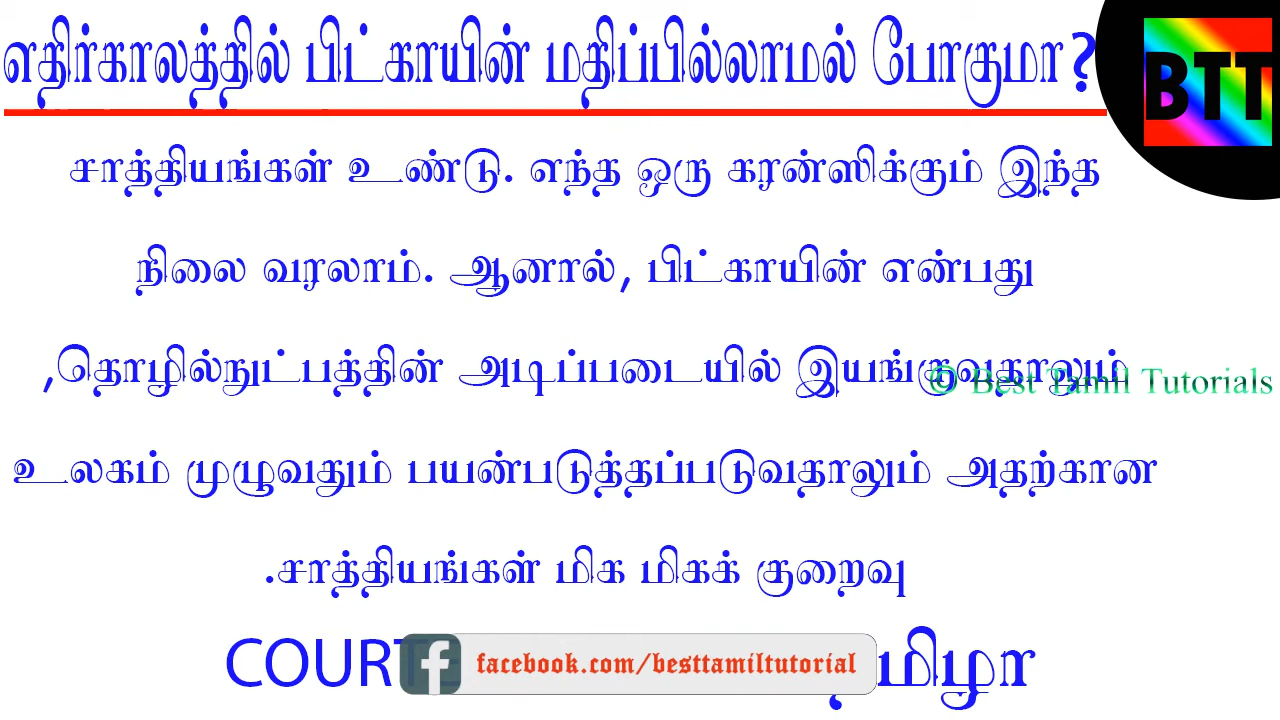 எதிர்காலத்தில் பிட்காயின் மதிப்பில்லாமல் போகுமா?
BTT
சாத்தியங்கள் உண்டு. எந்த ஒரு கரன்ஸிக்கும் இந்த
நிலை வரலாம். ஆனால், பிட்காயின் என்பது
,தொழில்நுட்பத்தின் அடிப்படையில் இயங்குவதாலும்
© Best Tamil Tutorials
உலகம் முழுவதும் பயன்படுத்தப்படுவதாலும் அதற்கான
.சாத்தியங்கள் மிக மிகக் குறைவு
facebook.com/besttamiltutorial